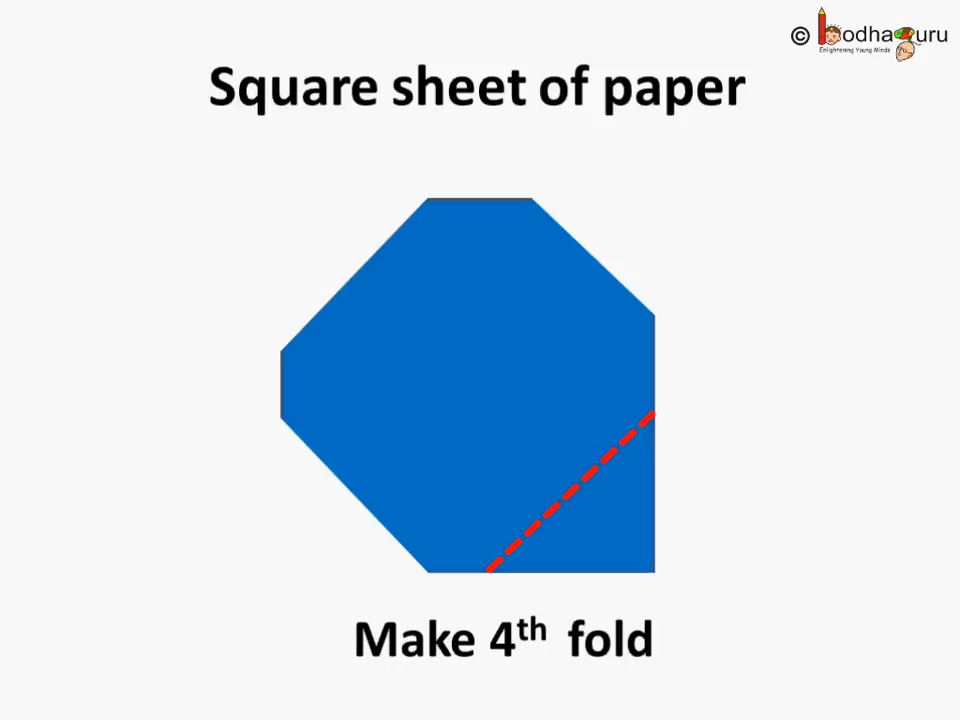 © bodhaguru
Enlightening Young Minds
Square sheet of paper
Make 4th fold